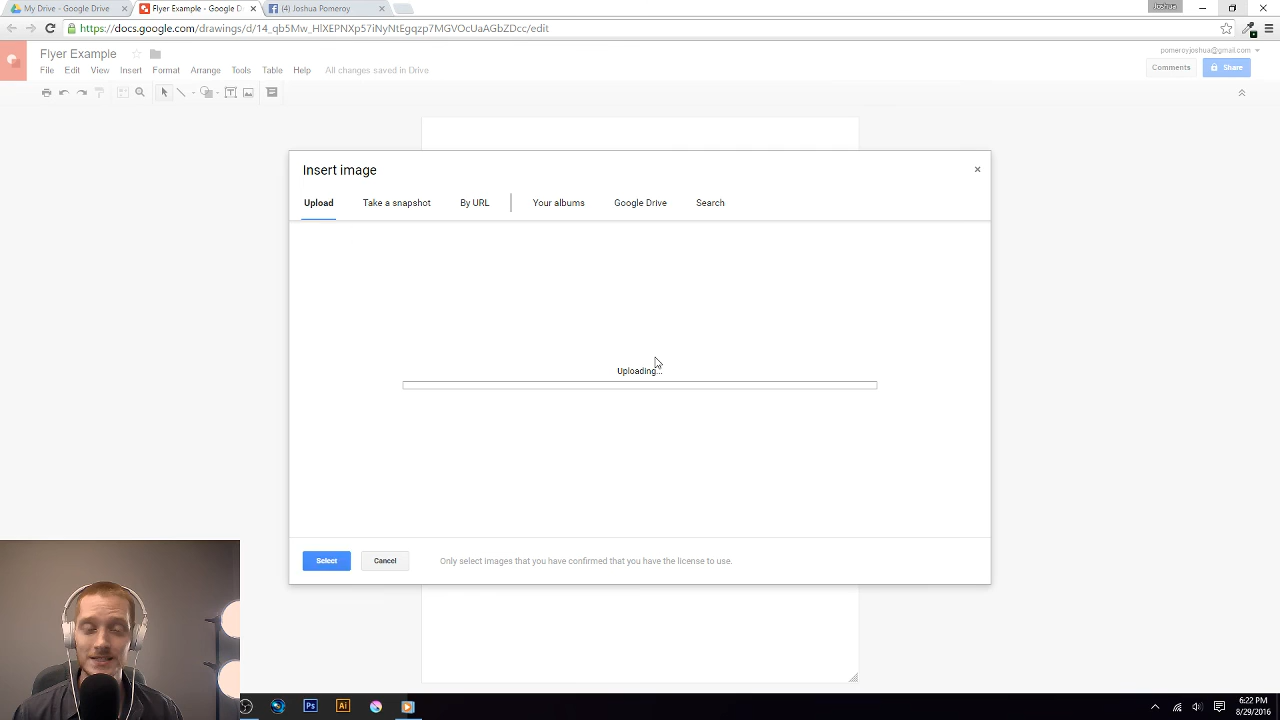 My Drive - Google Drive
Flyer Example - Google D
(4) Joshua Pomeroy
Joshua
https://docs.google.com/drawings/d/14_qb5Mw_HlXEPNXp57iNyNtEgqzp7MGVOcUaAGbZDcc/edit
Flyer Example
pomeroyjoshua@gmail.com
File Edit View Insert Format Arrange Tools Table Help All changes saved in Drive
Comments
Share
Insert image
Upload Take a snapshot By URL Your albums Google Drive Search
Uploading...
Select
Cancel
Only select images that you have confirmed that you have the license to use.
Ps
Ai
6:22 PM
8/29/2016